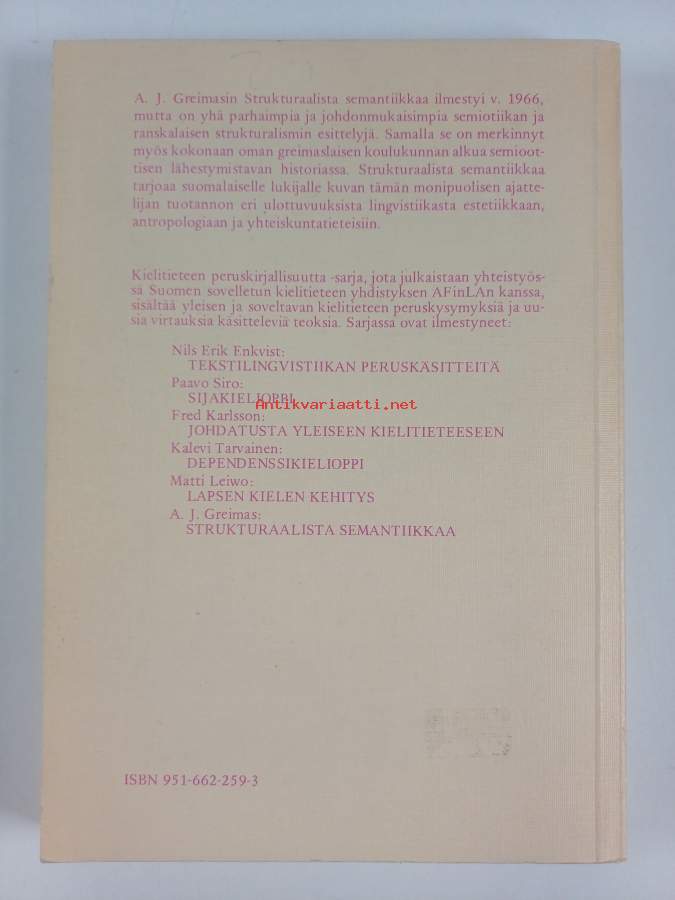 A. J. Greimasin Strukturaalista semantiikkaa ilmestyi v. 1966,
mutta on yhä parhaimpia ja johdonmukaisimpia semiotiikan ja
ranskalaisen strukturalismin esittelyjä. Samalla se on merkinnyt
myös kokonaan oman greimaslaisen koulukunnan alkua semioot-
tisen lähestymistavan historiassa. Strukturaalista semantiikkaa
tarjoaa suomalaiselle lukijalle kuvan tämän monipuolisen ajatte-
lijan tuotannon eri ulottuvuuksista lingvistiikasta estetiikkaan,
antropologiaan ja yhteiskuntatieteisiin.
Kielitieteen peruskirjallisuutta -sarja, jota julkaistaan yhteistyös-
sä Suomen sovelletun kielitieteen yhdistyksen AFinLAn kanssa,
sisältää yleisen ja soveltavan kielitieteen peruskysymyksiä ja uu-
sia virtauksia käsitteleviä teoksia. Sarjassa ovat ilmestyneet:
Nils Erik Enkvist:
TEKSTILINGVISTIIKAN PERUSKÄSITTEITÄ
Paavo Siro:
SIJAKIELIOPPI
Antikvariaatti.net
Fred Karlsson:
JOHDATUSTA YLEISEEN KIELITIETEESEEN
Kalevi Tarvainen:
DEPENDENSSIKIELIOPPI
Matti Leiwo:
LAPSEN KIELEN KEHITYS
A. J. Greimas:
STRUKTURAALISTA SEMANTIIKKAA
ISBN 951-662-259-3